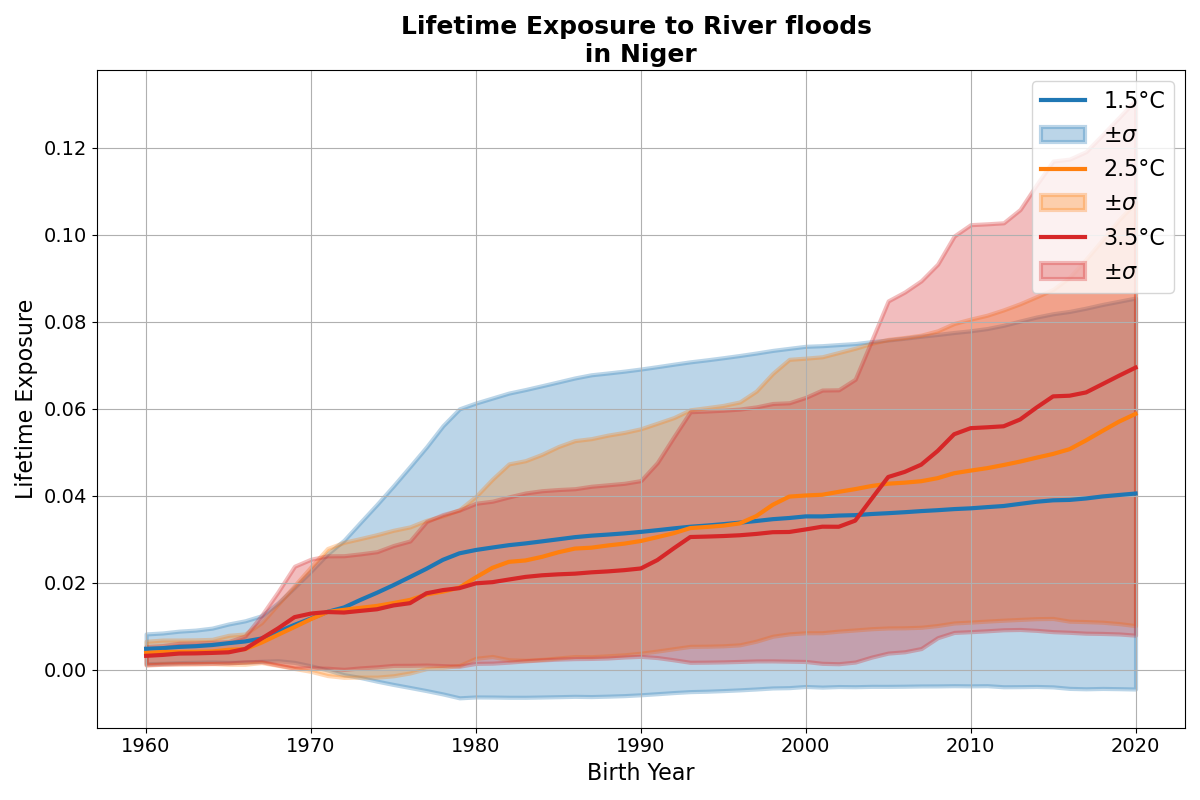 Lifetime Exposure to River floods
in Niger
Lifetime Exposure
0.12
0.10
0.08
0.06
0.04
0.02
0.00
1960
1970
1980
1990
2000
2010
2020
Birth Year
1.5°C
±σ
2.5°C
±σ
3.5°C
±σ